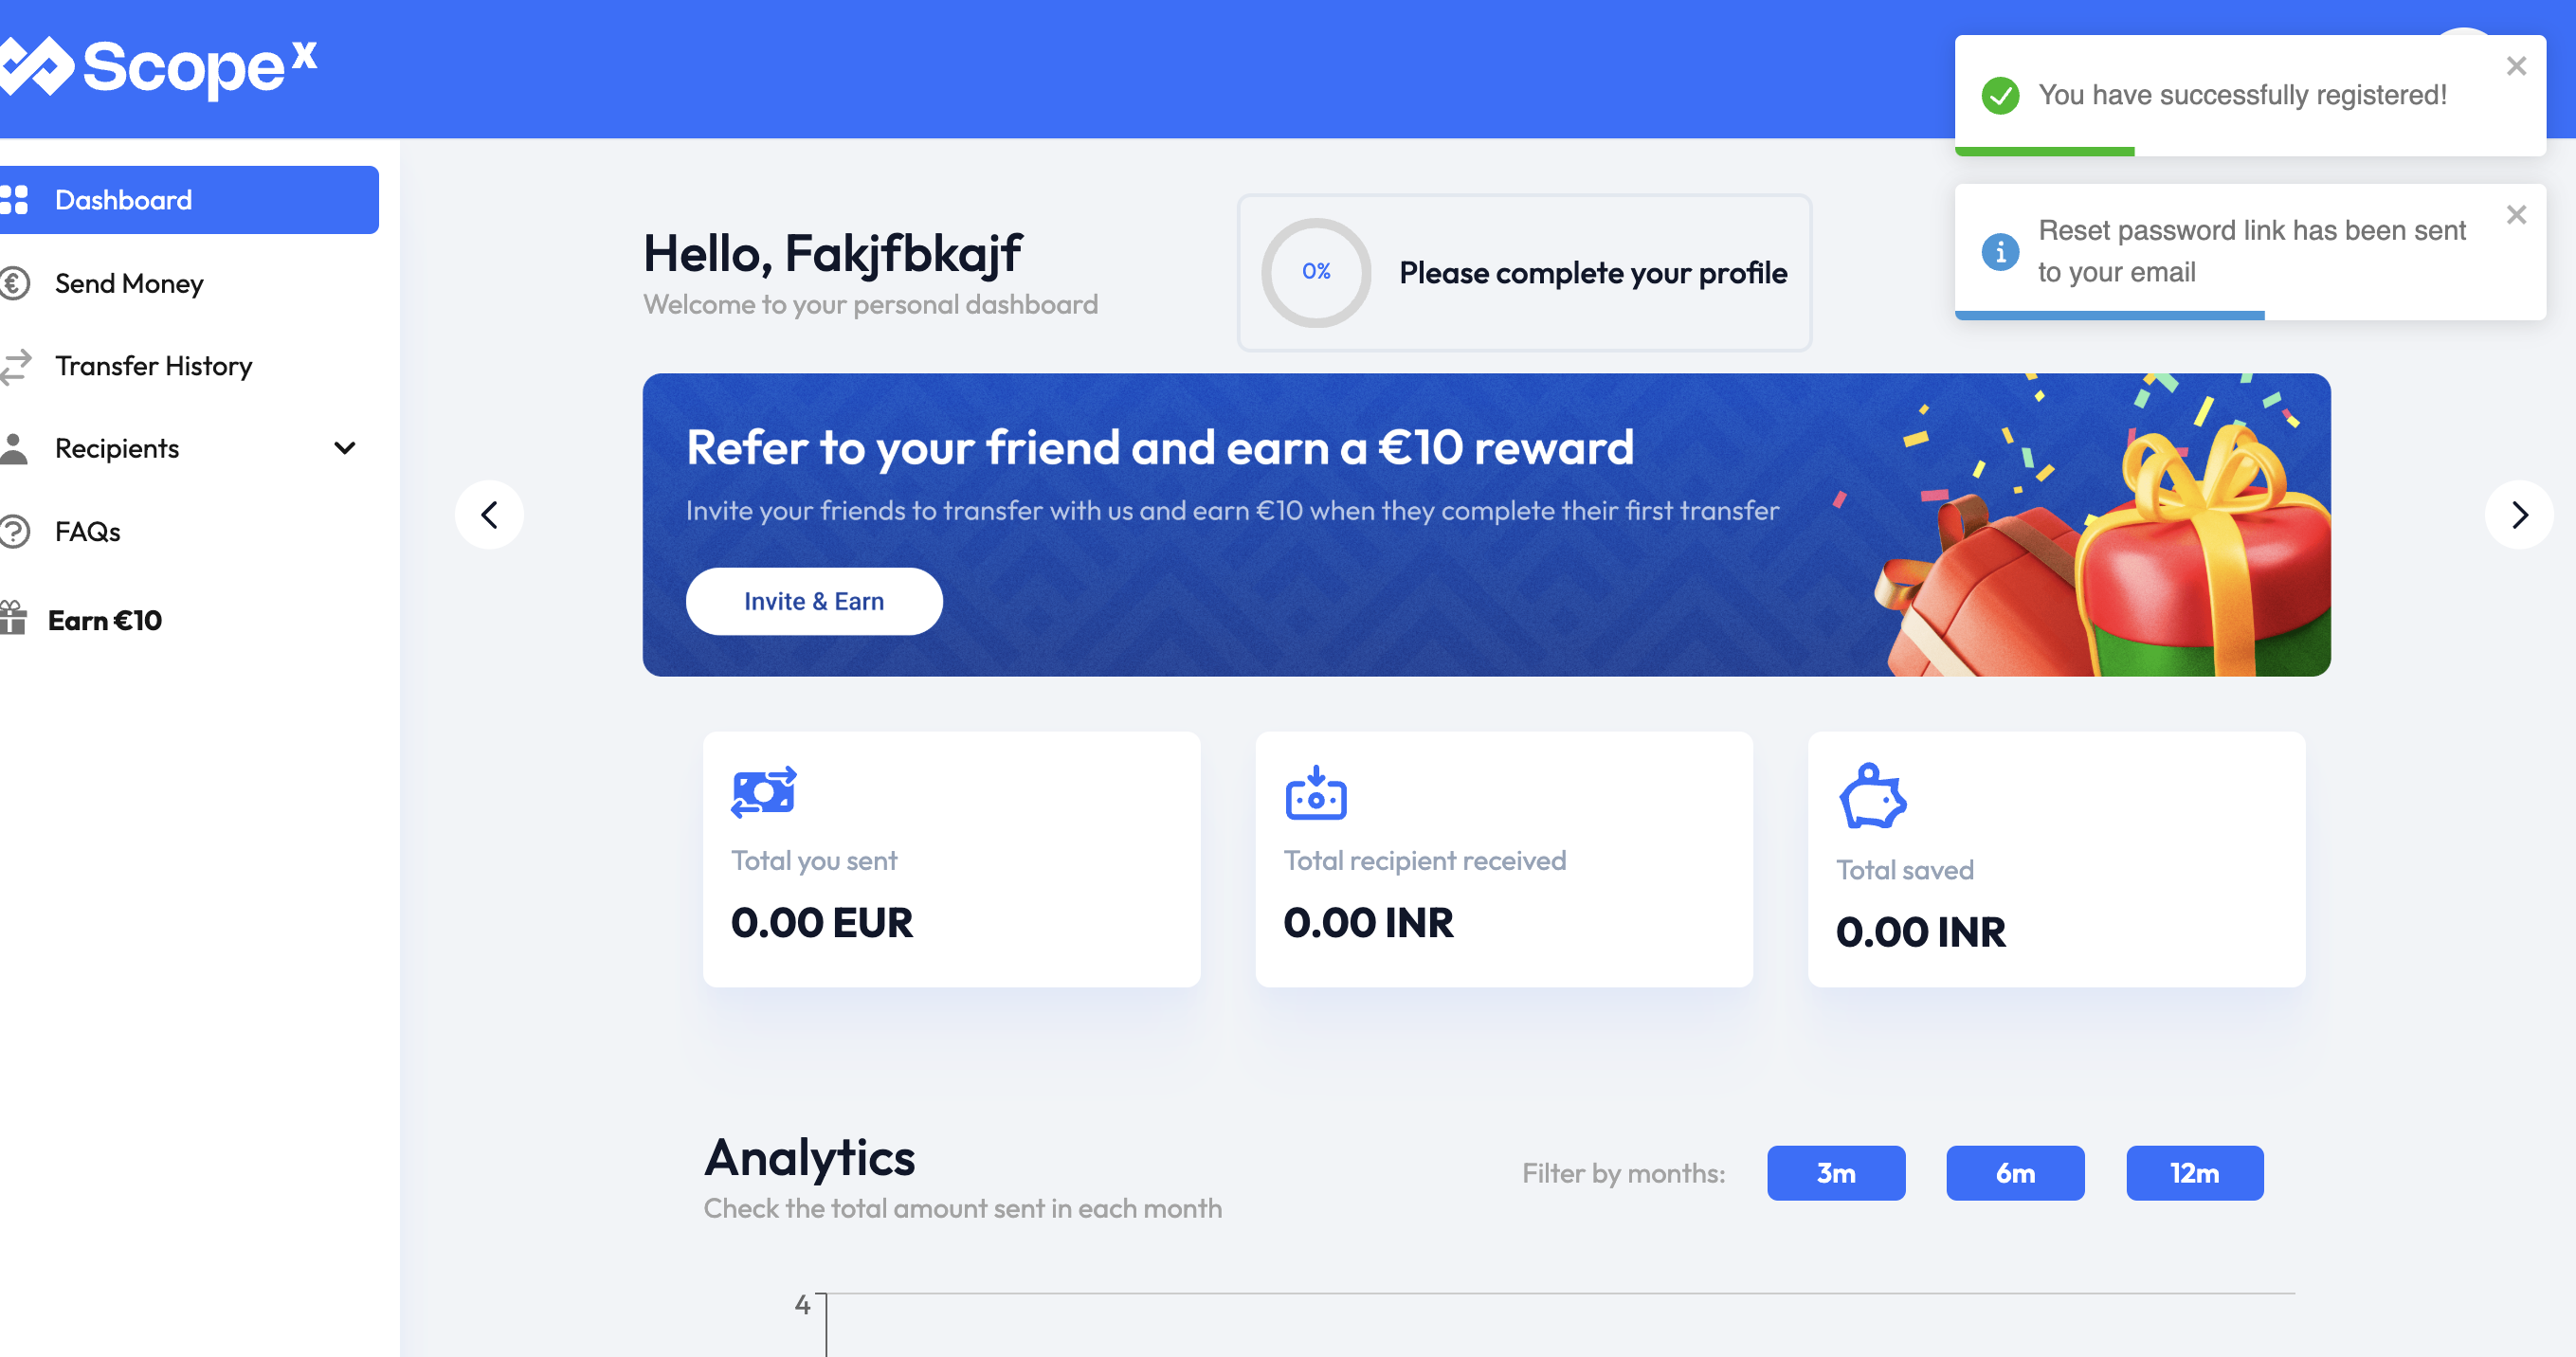 Scope X
You have successfully registered!
Reset password link has been sent
to your email
Dashboard
Send Money
Transfer History
Recipients
FAQs
Earn €10
Hello, Fakjfbkajf
Welcome to your personal dashboard
0%
Please complete your profile
Refer to your friend and earn a €10 reward
Invite your friends to transfer with us and earn €10 when they complete their first transfer
Invite & Earn
Total you sent
0.00 EUR
Total recipient received
0.00 INR
Total saved
0.00 INR
Analytics
Check the total amount sent in each month
Filter by months:
3m
6m
12m
4